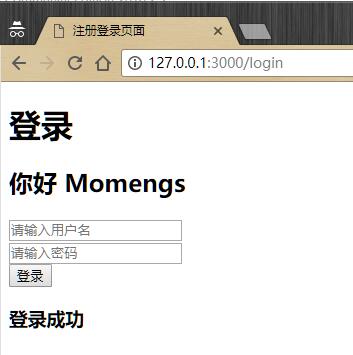 注册登录页面
127.0.0.1:3000/login
登录
你好 Momengs
请输入用户名
请输入密码
登录
登录成功